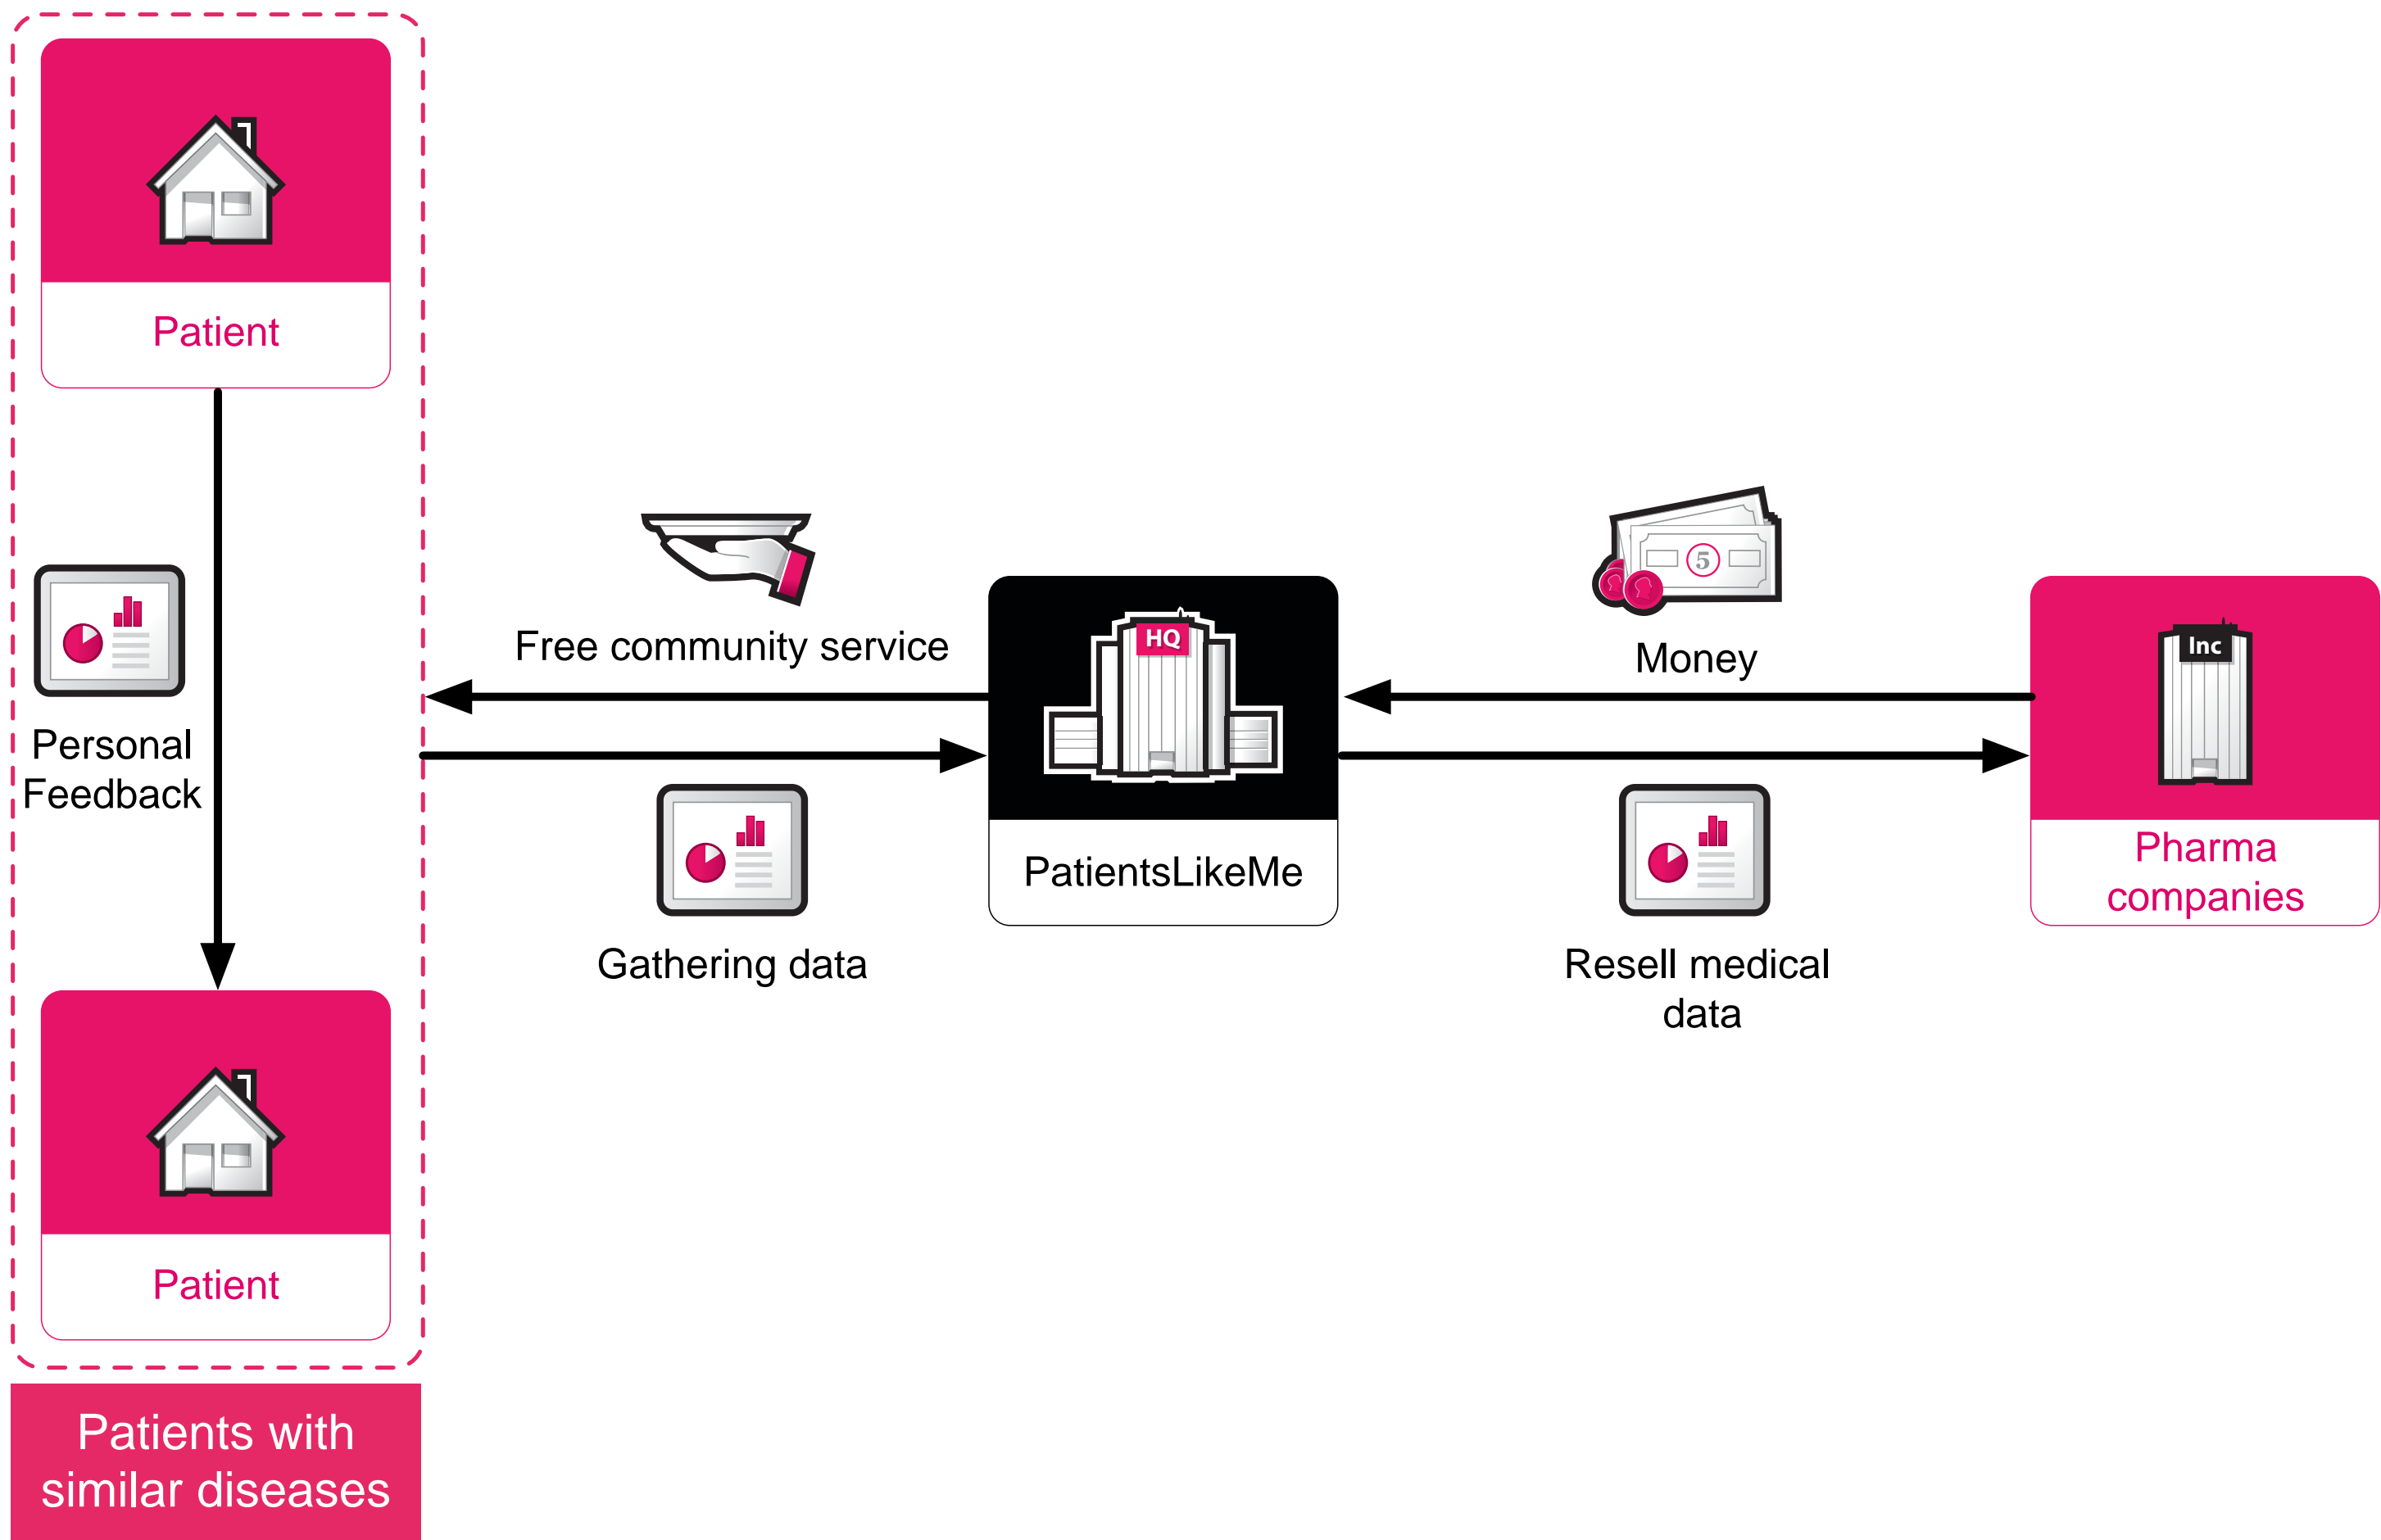 Patient
Personal
Feedback
Patient
Patients with
similar diseases
Free community service
Gathering data
HQ
PatientsLikeMe
5
Money
Resell medical
data
Inc
Pharma
companies